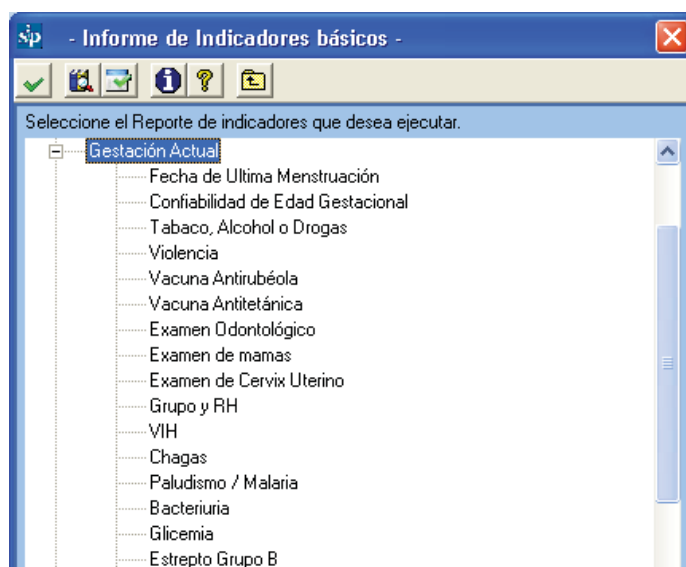 sip - Informe de Indicadores básicos -
Seleccione el Reporte de indicadores que desea ejecutar.
Gestación Actual
Fecha de Ultima Menstruación
Confiabilidad de Edad Gestacional
Tabaco, Alcohol o Drogas
Violencia
Vacuna Antirubéola
Vacuna Antitetánica
Examen Odontológico
Examen de mamas
Examen de Cervix Uterino
Grupo y RH
VIH
Chagas
Paludismo / Malaria
Bacteriuria
Glicemia
Estrepto Grupo B